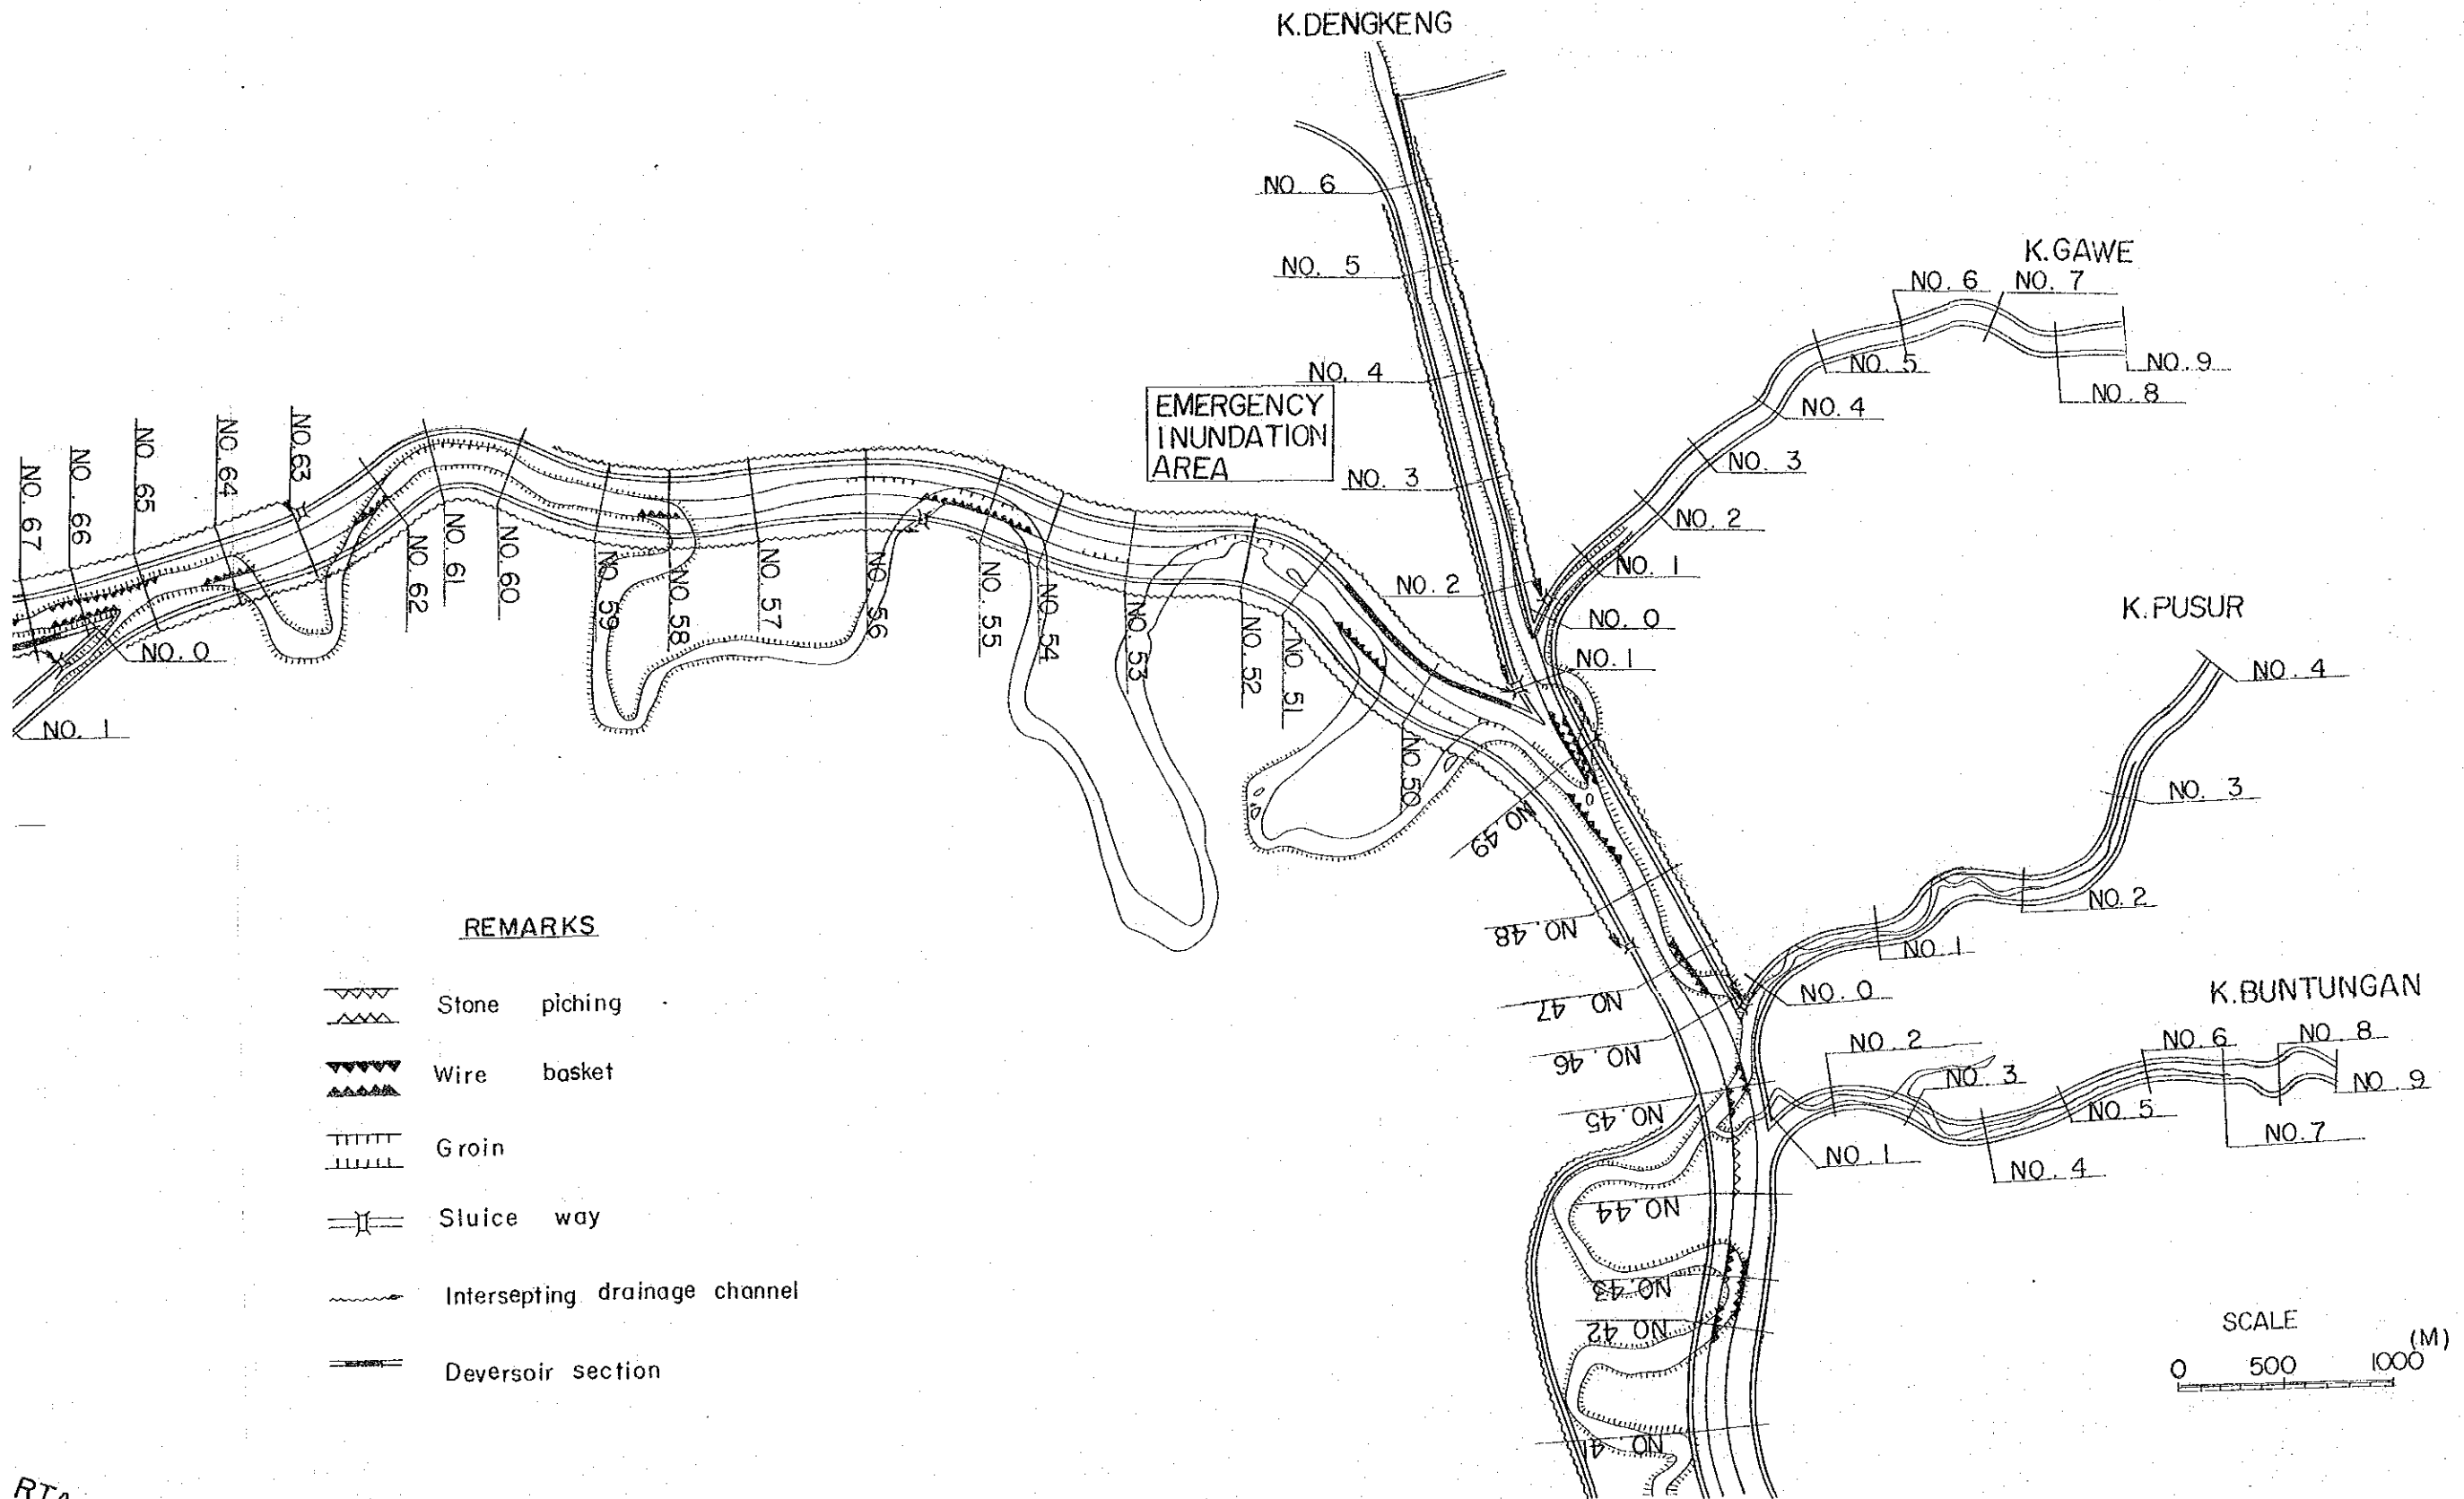 K.DENGKENG
NO. 6
NO. 5
NO. 4
NO. 3
NO. 2
NO. 1
EMERGENCY
INUNDATION
AREA
K.GAWE
NO. 6
NO. 7
NO. 5
NO. 9
NO. 8
NO. 4
NO. 3
NO. 2
NO. 1
NO. 0
K.PUSUR
NO. 4
NO. 3
NO. 2
NO. 1
NO. 0
K.BUNTUNGAN
NO. 2
NO. 6
NO. 8
NO. 3
NO. 9
NO. 5
NO. 7
NO. 1
NO. 4
NO. 67
NO. 66
NO. 65
NO. 64
NO. 63
NO. 62
NO. 61
NO. 60
NO. 59
NO. 58
NO. 57
NO. 56
NO. 55
NO. 54
NO. 53
NO. 52
NO. 51
NO. 50
NO. 49
NO. 48
NO. 47
NO. 46
NO. 45
NO. 44
NO. 43
NO. 42
NO. 41
NO. 0
NO. 1
REMARKS
Stone piching
Wire basket
Groin
Sluice way
Intersepting drainage channel
Deversoir section
SCALE
(M)
0 500 1000